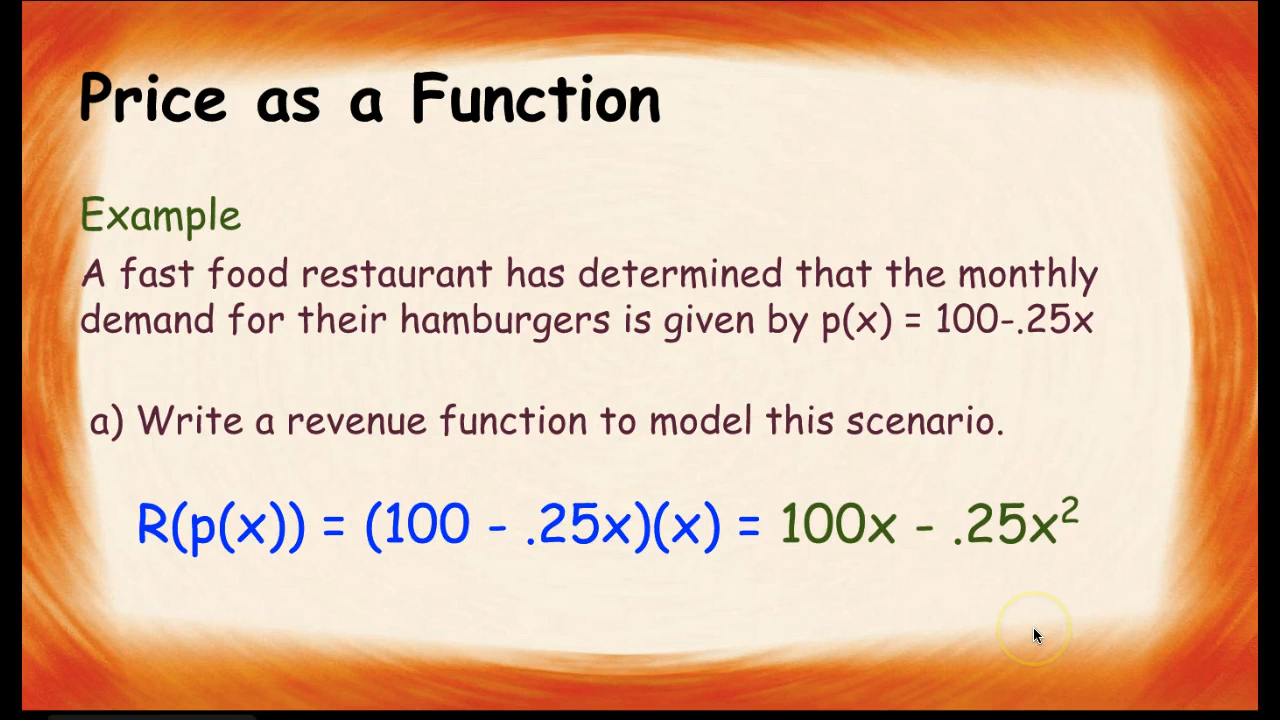 Price as a Function
Example
A fast food restaurant has determined that the monthly
demand for their hamburgers is given by p(x) = 100-.25x
a) Write a revenue function to model this scenario.
R(p(x)) = (100 - .25x)(x) = 100x - .25x²